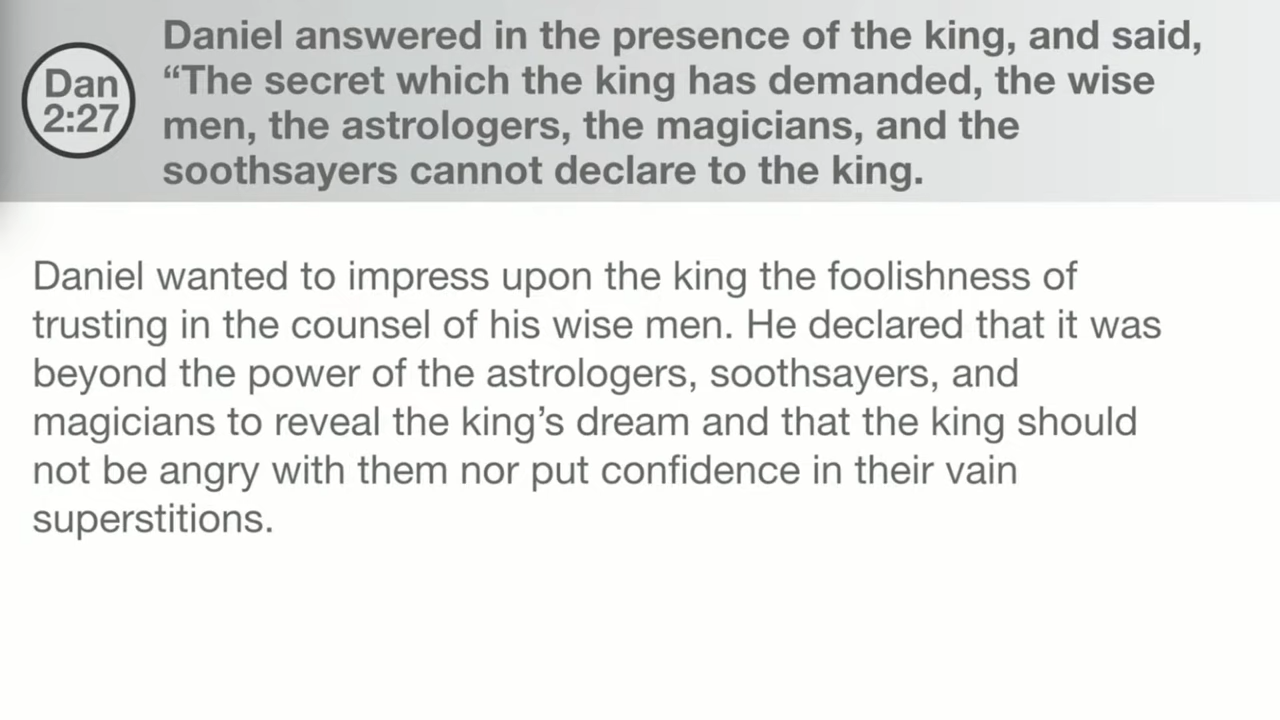 Dan
2:27
Daniel answered in the presence of the king, and said,
“The secret which the king has demanded, the wise
men, the astrologers, the magicians, and the
soothsayers cannot declare to the king.
Daniel wanted to impress upon the king the foolishness of
trusting in the counsel of his wise men. He declared that it was
beyond the power of the astrologers, soothsayers, and
magicians to reveal the king’s dream and that the king should
not be angry with them nor put confidence in their vain
superstitions.